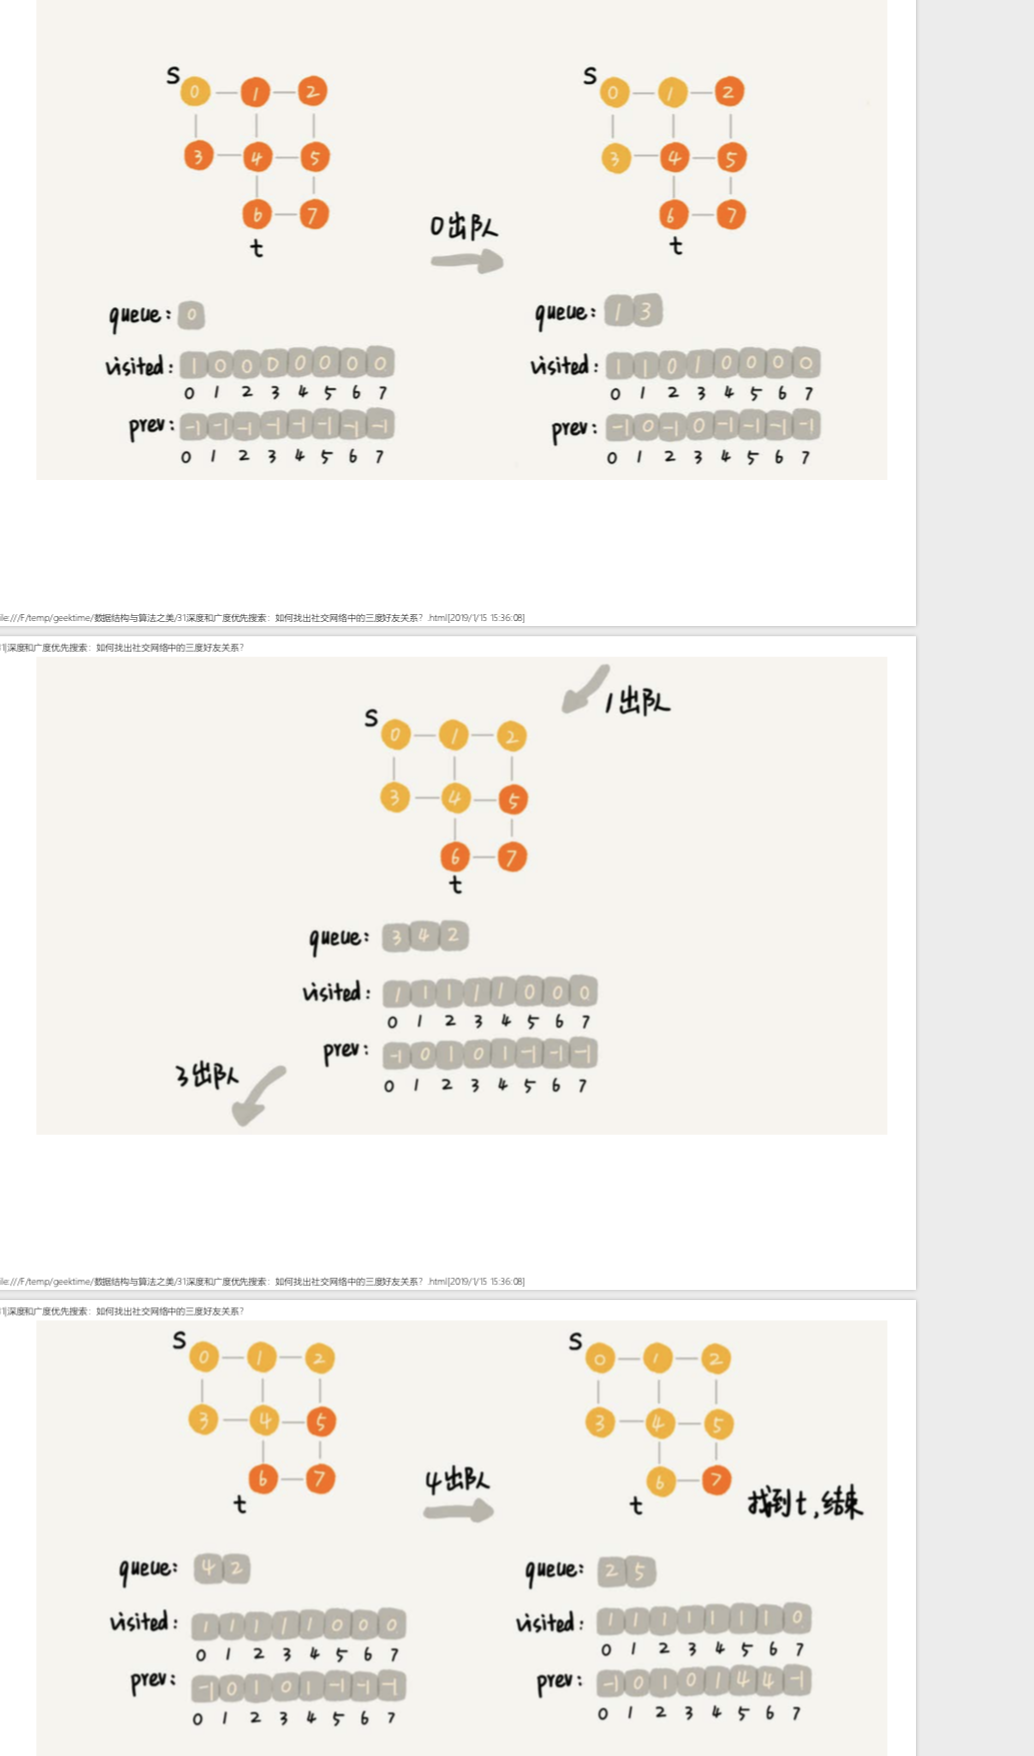 S S
0 1 2 0 1 2
3 4 5 3 4 5
6 7 6 7
t t
0出队
queue: 0 queue: 1 3
visited: 1 0 0 0 0 0 0 0 visited: 1 1 0 1 0 0 0 0
0 1 2 3 4 5 6 7 0 1 2 3 4 5 6 7
prev: -1 -1 -1 -1 -1 -1 -1 -1 prev: -1 0 -1 0 -1 -1 -1 -1
0 1 2 3 4 5 6 7 0 1 2 3 4 5 6 7
ile:///F/temp/geektime/数据结构与算法之美/31深度和广度优先搜索：如何找出社交网络中的三度好友关系？.html[2019/1/15 15:36:08]
1|深度和广度优先搜索：如何找出社交网络中的三度好友关系？
1出队
S
0 1 2
3 4 5
6 7
t
queue: 3 4 2
visited: 1 1 1 1 1 0 0 0
0 1 2 3 4 5 6 7
prev: -1 0 1 0 1 -1 -1 -1
0 1 2 3 4 5 6 7
3出队
ile:///F/temp/geektime/数据结构与算法之美/31深度和广度优先搜索：如何找出社交网络中的三度好友关系？.html[2019/1/15 15:36:08]
1|深度和广度优先搜索：如何找出社交网络中的三度好友关系？
S S
0 1 2 0 1 2
3 4 5 3 4 5
6 7 6 7
t t
4出队
找到t,结束
queue: 4 2 queue: 2 5
visited: 1 1 1 1 1 0 0 0 visited: 1 1 1 1 1 1 1 0
0 1 2 3 4 5 6 7 0 1 2 3 4 5 6 7
prev: -1 0 1 0 1 -1 -1 -1 prev: -1 0 1 0 1 4 4 -1
0 1 2 3 4 5 6 7 0 1 2 3 4 5 6 7